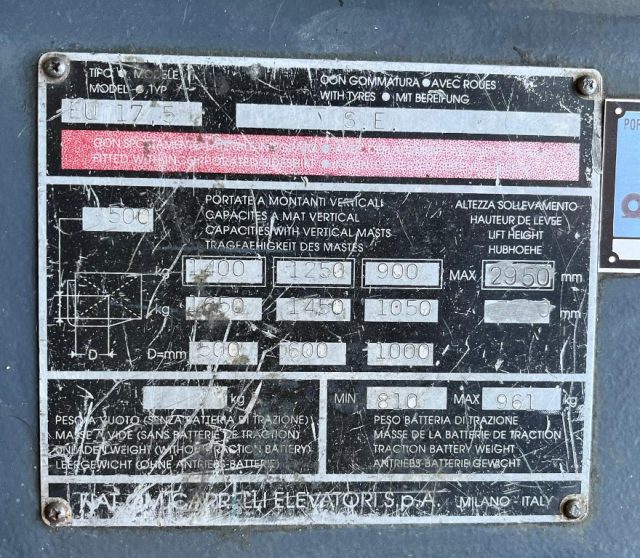 TIPO MODELE
MODEL TYP
CON GOMMATURA ● AVEC ROUES
WITH TYRES ● MIT BEREIFUNG
EU 17,5
S.E.
FITTED WITH INCORPORATED SIDESHIFT
500
PORTATE A MONTANTI VERTICALI
CAPACITES A MAT VERTICAL
CAPACITIES WITH VERTICAL MASTS
TRAGFAEHIGKEIT DES MASTES
ALTEZZA SOLLEVAMENTO
HAUTEUR DE LEVEE
LIFT HEIGHT
HUBHOEHE
1250 900 MAX 2950 mm
kg 1650 1450 1050 mm
D D=mm 500 600 1000
kg
PESO A VUOTO (SENZA BATTERIA DI TRAZIONE)
MASSE A VIDE (SANS BATTERIE DE TRACTION)
UNLADEN WEIGHT (WITHOUT TRACTION BATTERY)
LEERGEWICHT (OHNE ANTRIEBS-BATTERIE)
MIN 810 MAX 961 kg
PESO BATTERIA DI TRAZIONE
MASSE DE LA BATTERIE DE TRACTION
TRACTION BATTERY WEIGHT
ANTRIEBS-BATTERIE GEWICHT
CARRELLI ELEVATORI S.p.A. MILANO - ITALY
POR